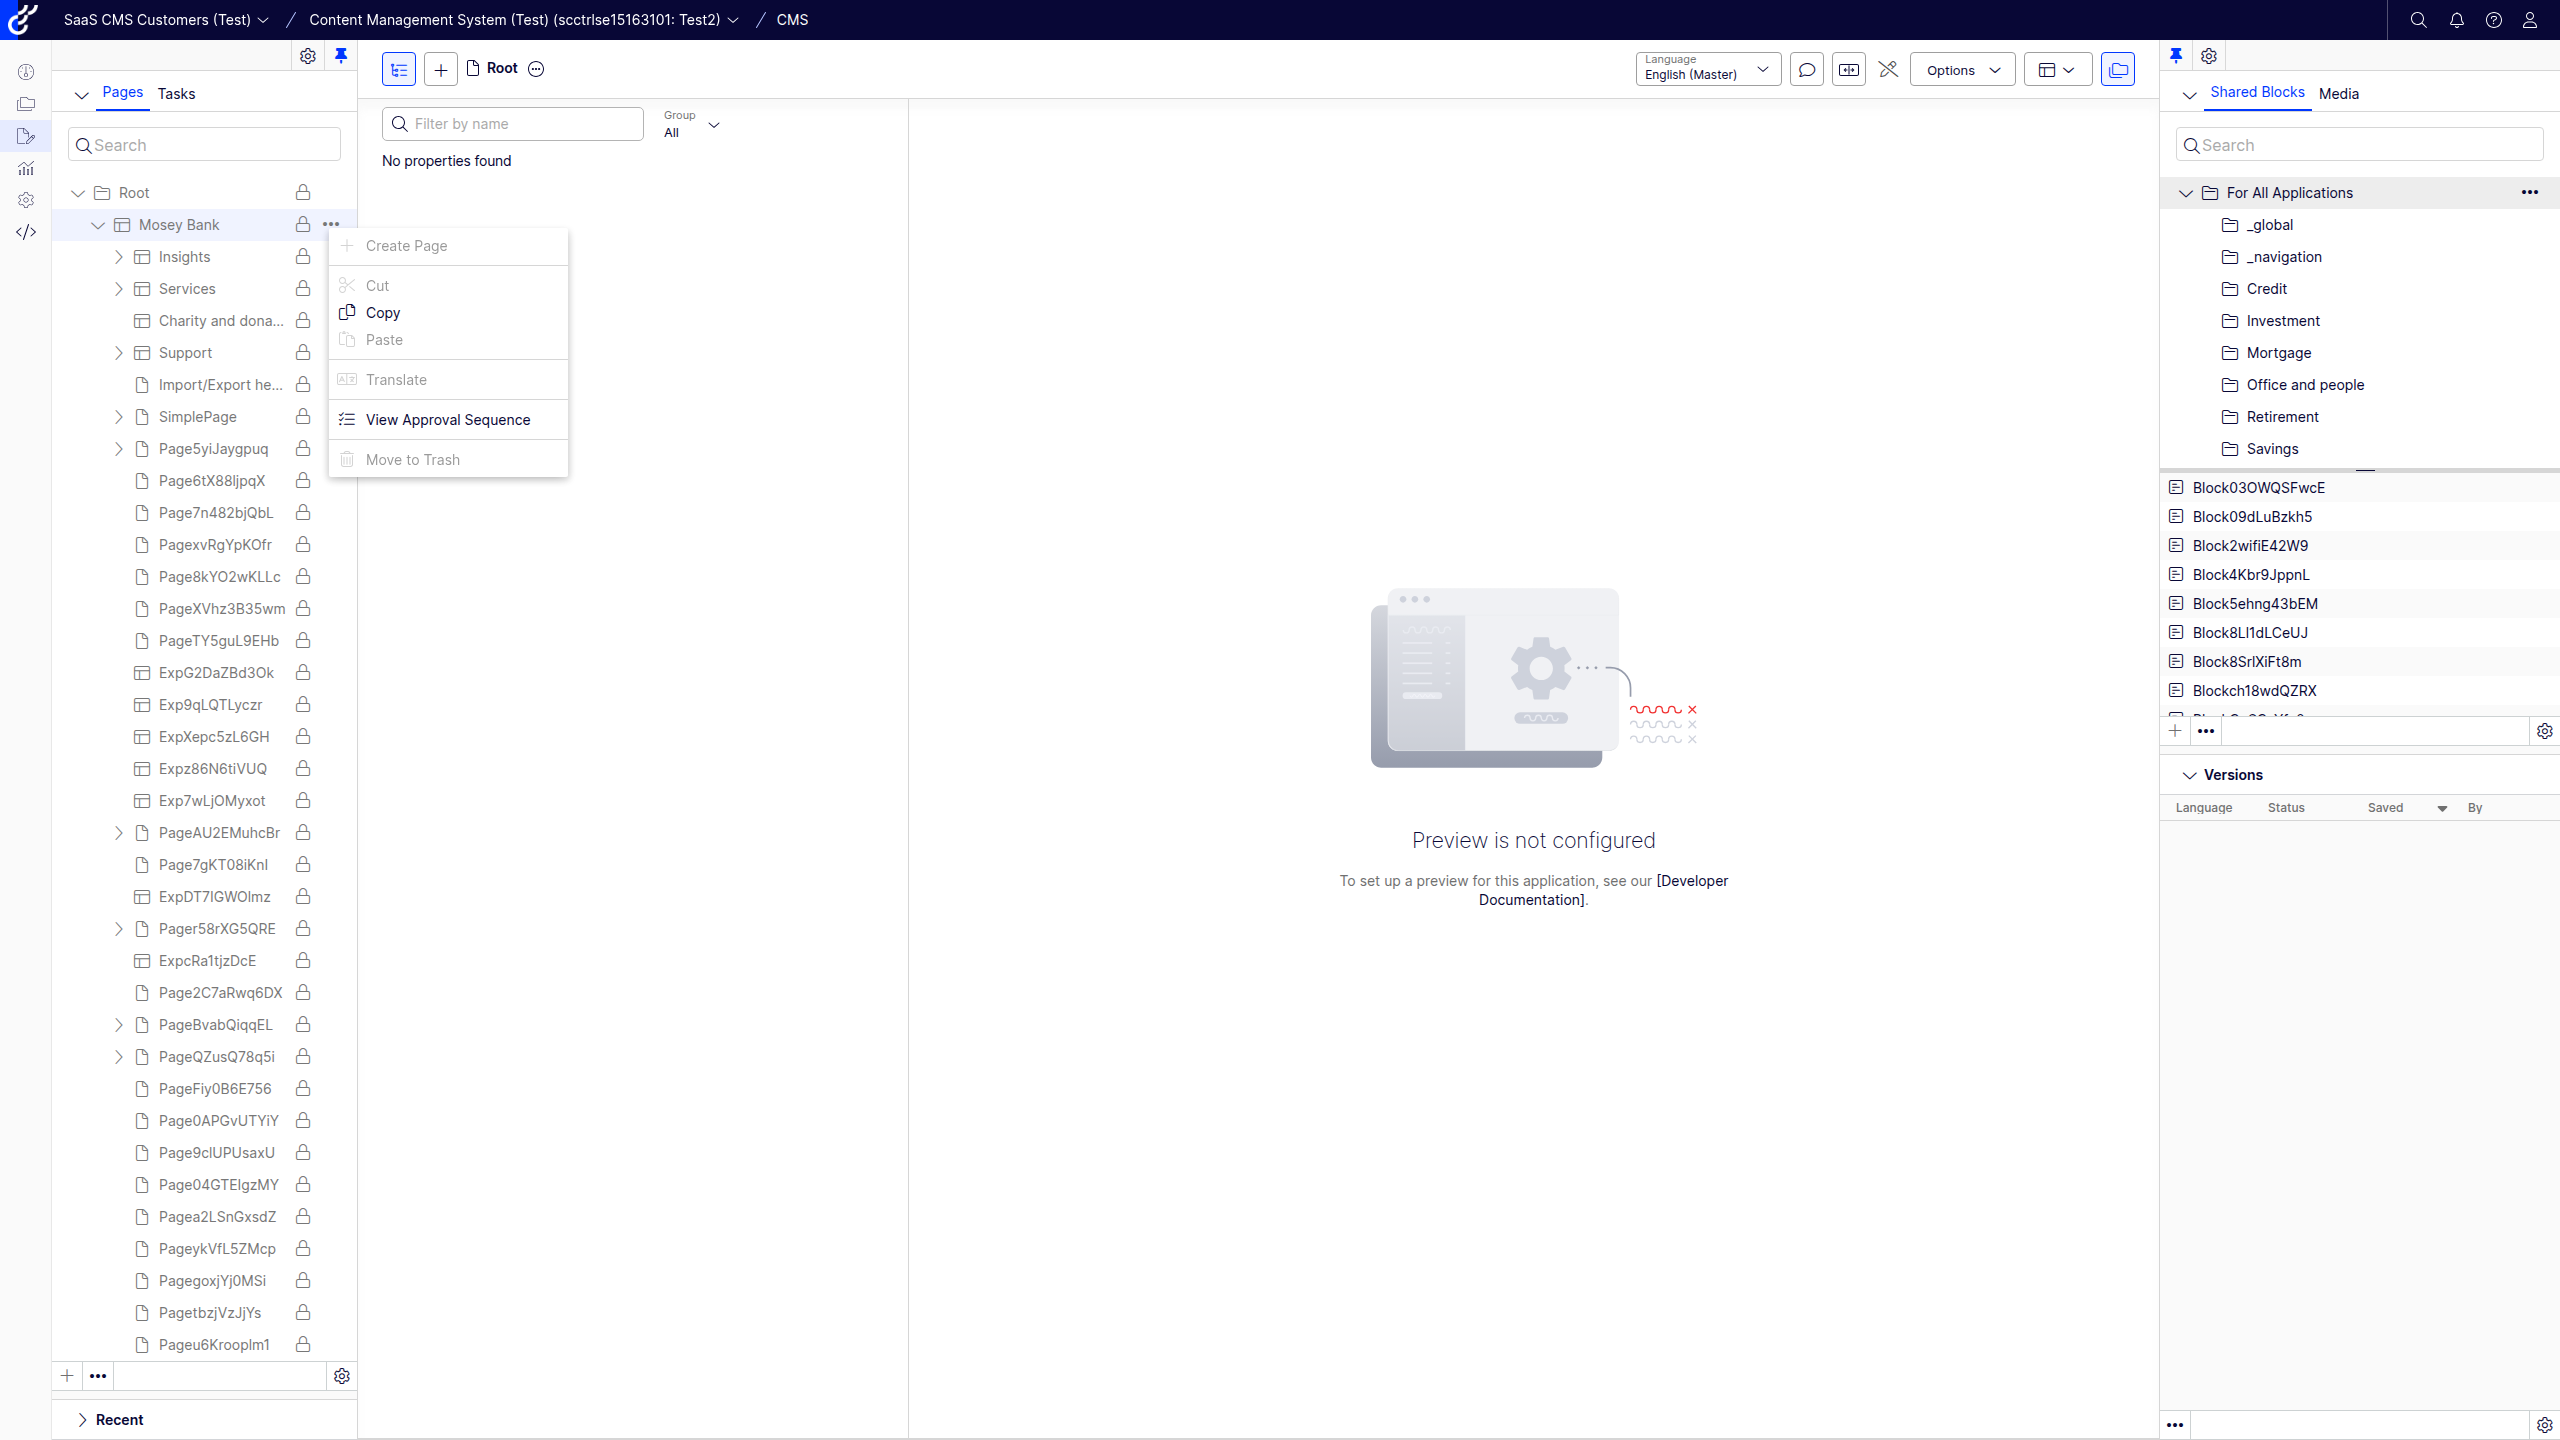 SaaS CMS Customers (Test) / Content Management System (Test) (scctrlse15163101: Test2) / CMS
Pages Tasks
Search
Root
Mosey Bank
Insights
Services
Charity and dona...
Support
Import/Export he...
SimplePage
Page5yiJaygpuq
Page6tX88ljpqX
Page7n482bjQbL
PagexvRgYpKOfr
Page8kYO2wKLLc
PageXVhz3B35wm
PageTY5guL9EHb
ExpG2DaZBd3Ok
Exp9qLQTLyczr
ExpXepc5zL6GH
Expz86N6tiVUQ
Exp7wLjOMyxot
PageAU2EMuhcBr
Page7gKT08iKnI
ExpDT7IGWOlmz
Pager58rXG5QRE
ExpcRa1tjzDcE
Page2C7aRwq6DX
PageBvabQiqqEL
PageQZusQ78q5i
PageFiy0B6E756
Page0APGvUTYiY
Page9clUPUsaxU
Page04GTEIgzMY
Pagea2LSnGxsdZ
PageykVfL5ZMcp
PagegoxjYj0MSi
PagetbzjVzJjYs
Pageu6Krooplm1
Recent
Create Page
Cut
Copy
Paste
Translate
View Approval Sequence
Move to Trash
Root
Language
English (Master)
Options
Filter by name
Group
All
No properties found
Preview is not configured
To set up a preview for this application, see our [Developer
Documentation].
Shared Blocks Media
Search
For All Applications
_global
_navigation
Credit
Investment
Mortgage
Office and people
Retirement
Savings
Block03OWQSFwcE
Block09dLuBzkh5
Block2wifiE42W9
Block4Kbr9JppnL
Block5ehng43bEM
Block8LI1dLCeUJ
Block8SrlXiFt8m
Blockch18wdQZRX
Versions
Language Status Saved By